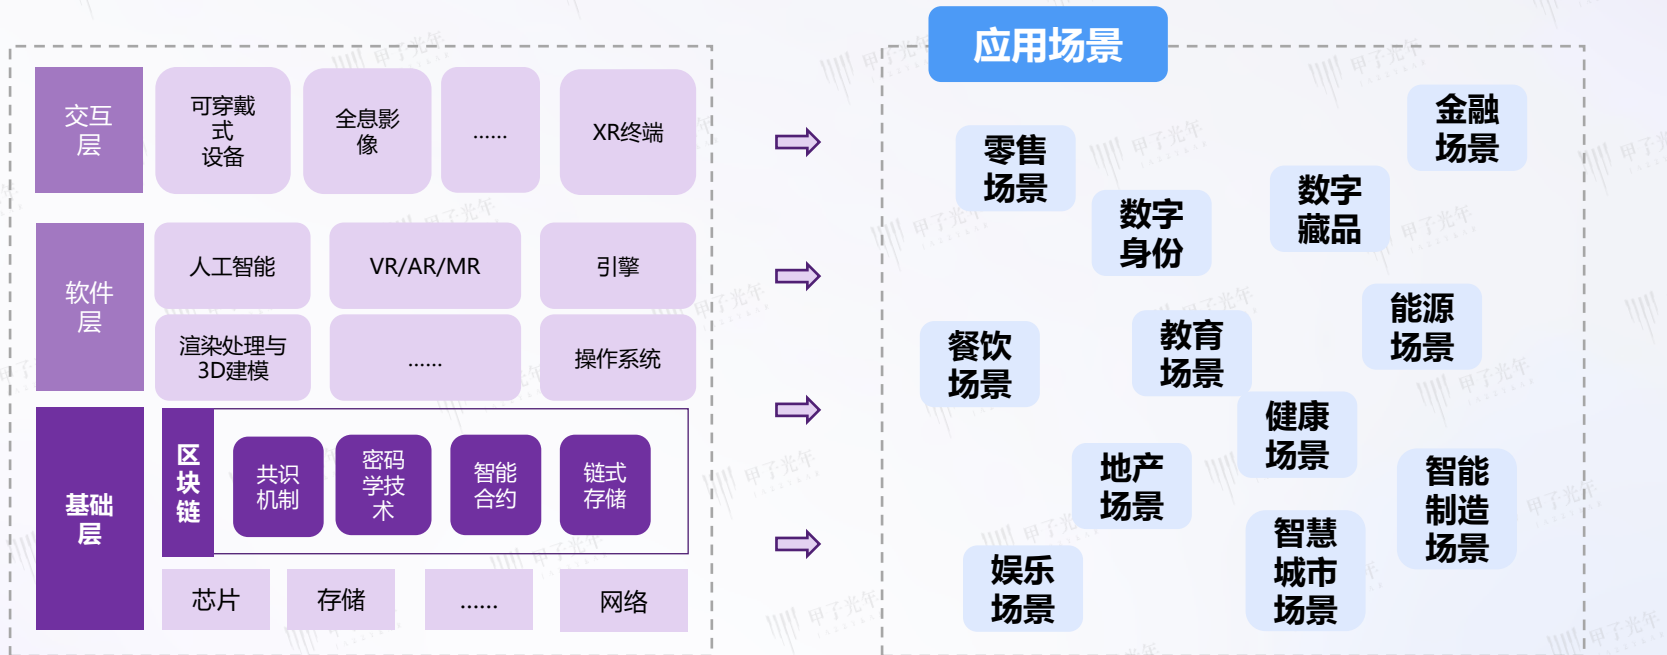 交互
层
可穿戴
式
设备
全息影
像
......
XR终端
软件
层
人工智能
VR/AR/MR
引擎
渲染处理与
3D建模
......
操作系统
基础
层
区
块
链
共识
机制
密码
学技
术
智能
合约
链式
存储
芯片
存储
......
网络
应用场景
金融
场景
零售
场景
数字
藏品
数字
身份
能源
场景
教育
场景
餐饮
场景
健康
场景
地产
场景
智能
制造
场景
智慧
城市
场景
娱乐
场景
甲子光年